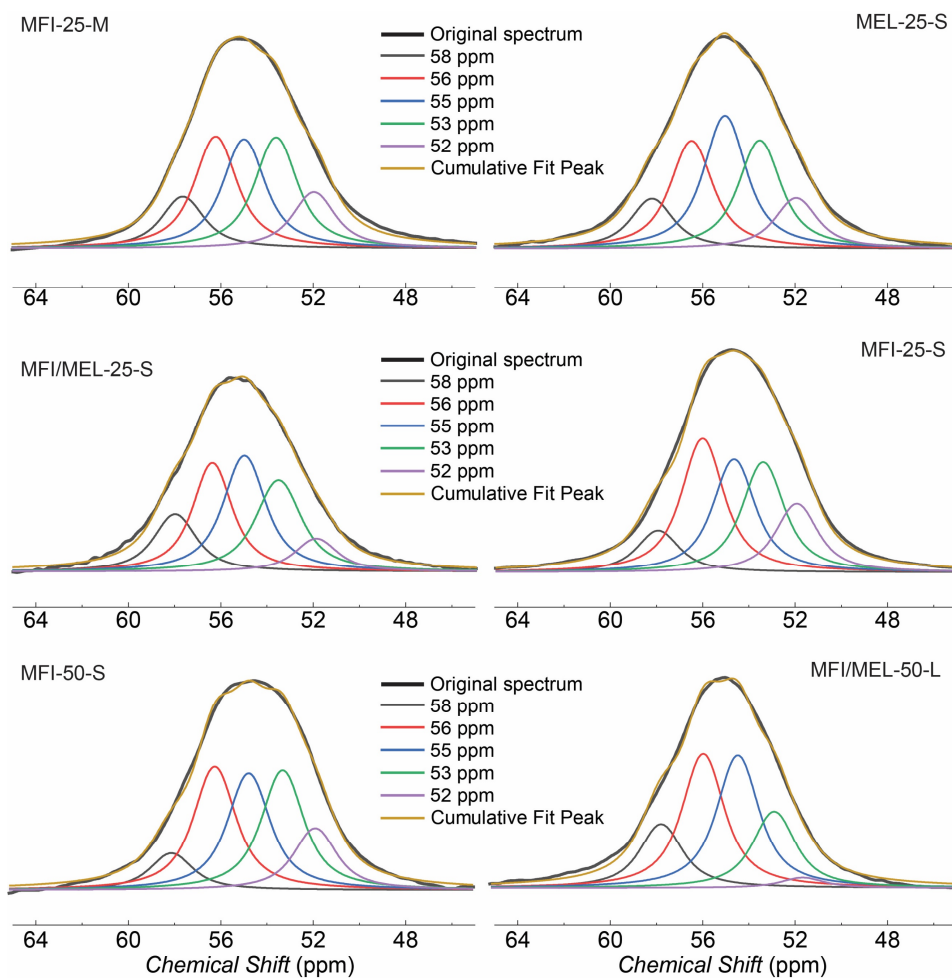 MFI-25-M
Original spectrum
58 ppm
56 ppm
55 ppm
53 ppm
52 ppm
Cumulative Fit Peak
MEL-25-S
64 60 56 52 48
64 60 56 52 48
MFI/MEL-25-S
Original spectrum
58 ppm
56 ppm
55 ppm
53 ppm
52 ppm
Cumulative Fit Peak
MFI-25-S
64 60 56 52 48
64 60 56 52 48
MFI-50-S
Original spectrum
58 ppm
56 ppm
55 ppm
53 ppm
52 ppm
Cumulative Fit Peak
MFI/MEL-50-L
64 60 56 52 48
Chemical Shift (ppm)
64 60 56 52 48
Chemical Shift (ppm)